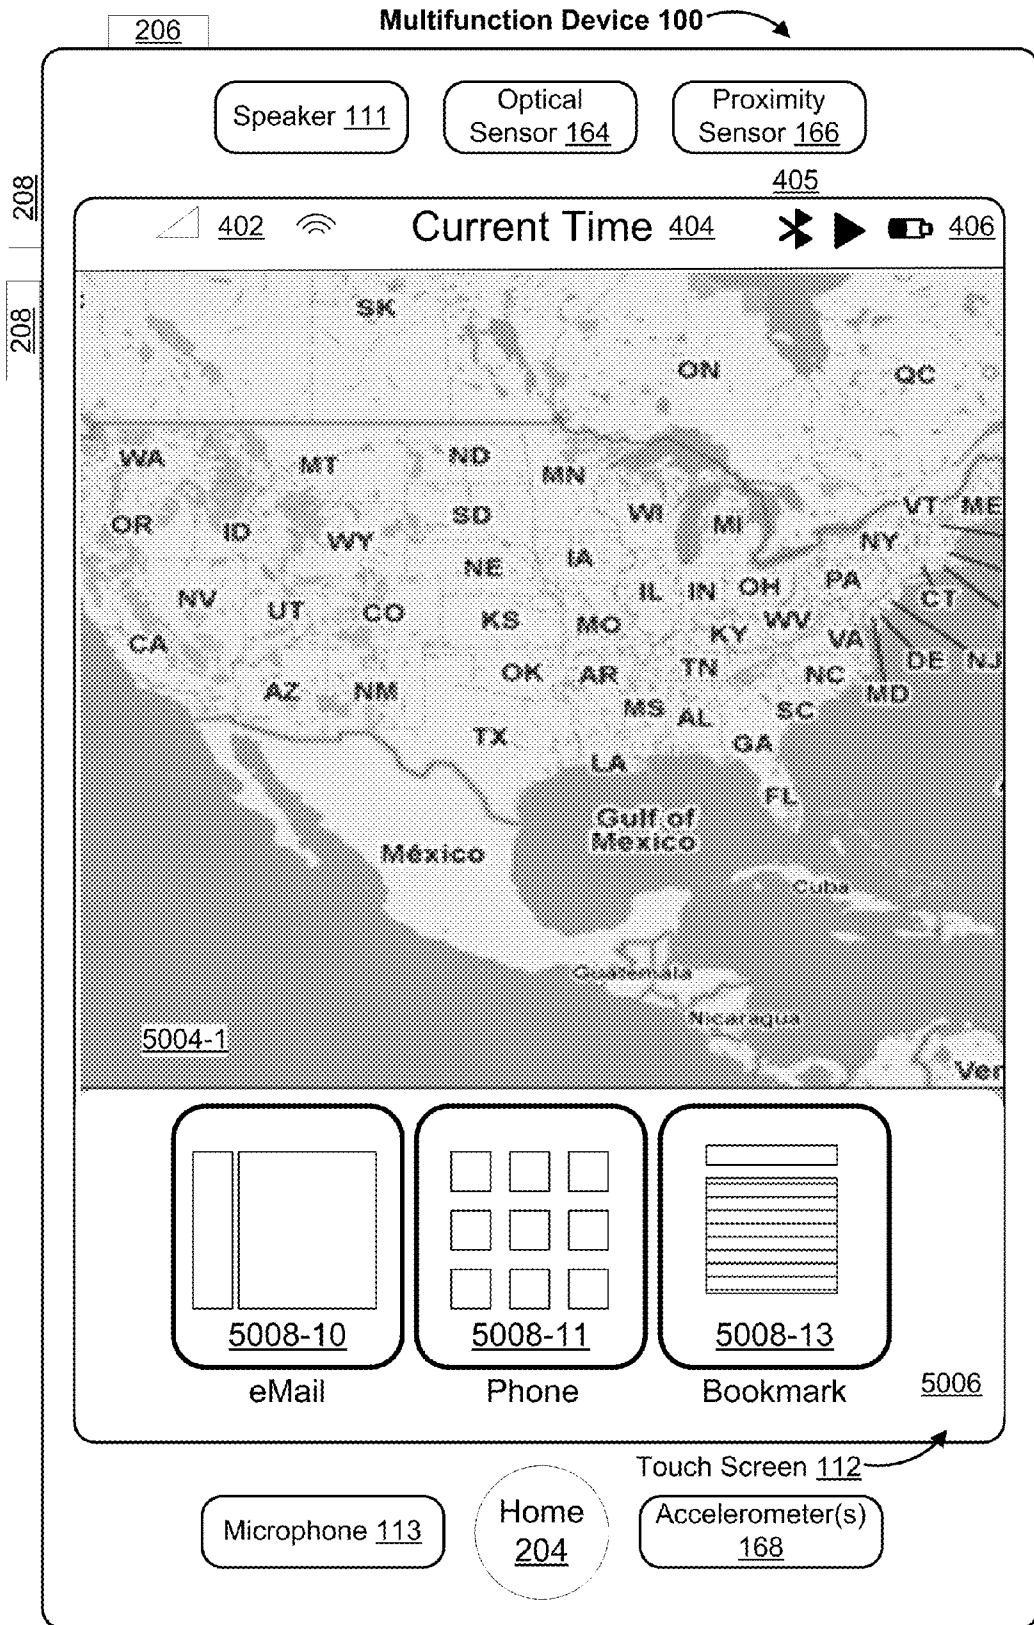 Multifunction Device 100
206
Speaker 111
Optical
Sensor 164
Proximity
Sensor 166
208
208
405
402
Current Time 404
406
SK
ON
QC
WA
MT
ND
MN
VT
ME
OR
ID
WY
SD
WI
MI
NY
NE
IA
NV
UT
CO
IL
IN
OH
PA
CT
CA
KS
MO
KY
WV
VA
AZ
NM
OK
AR
TN
NC
DE
NJ
MD
TX
MS
AL
SC
LA
GA
FL
Gulf of
Mexico
México
Cuba
Guatemala
Nicaragua
5004-1
Ver
5008-10
5008-11
5008-13
eMail
Phone
Bookmark
5006
Touch Screen 112
Microphone 113
Home
204
Accelerometer(s)
168